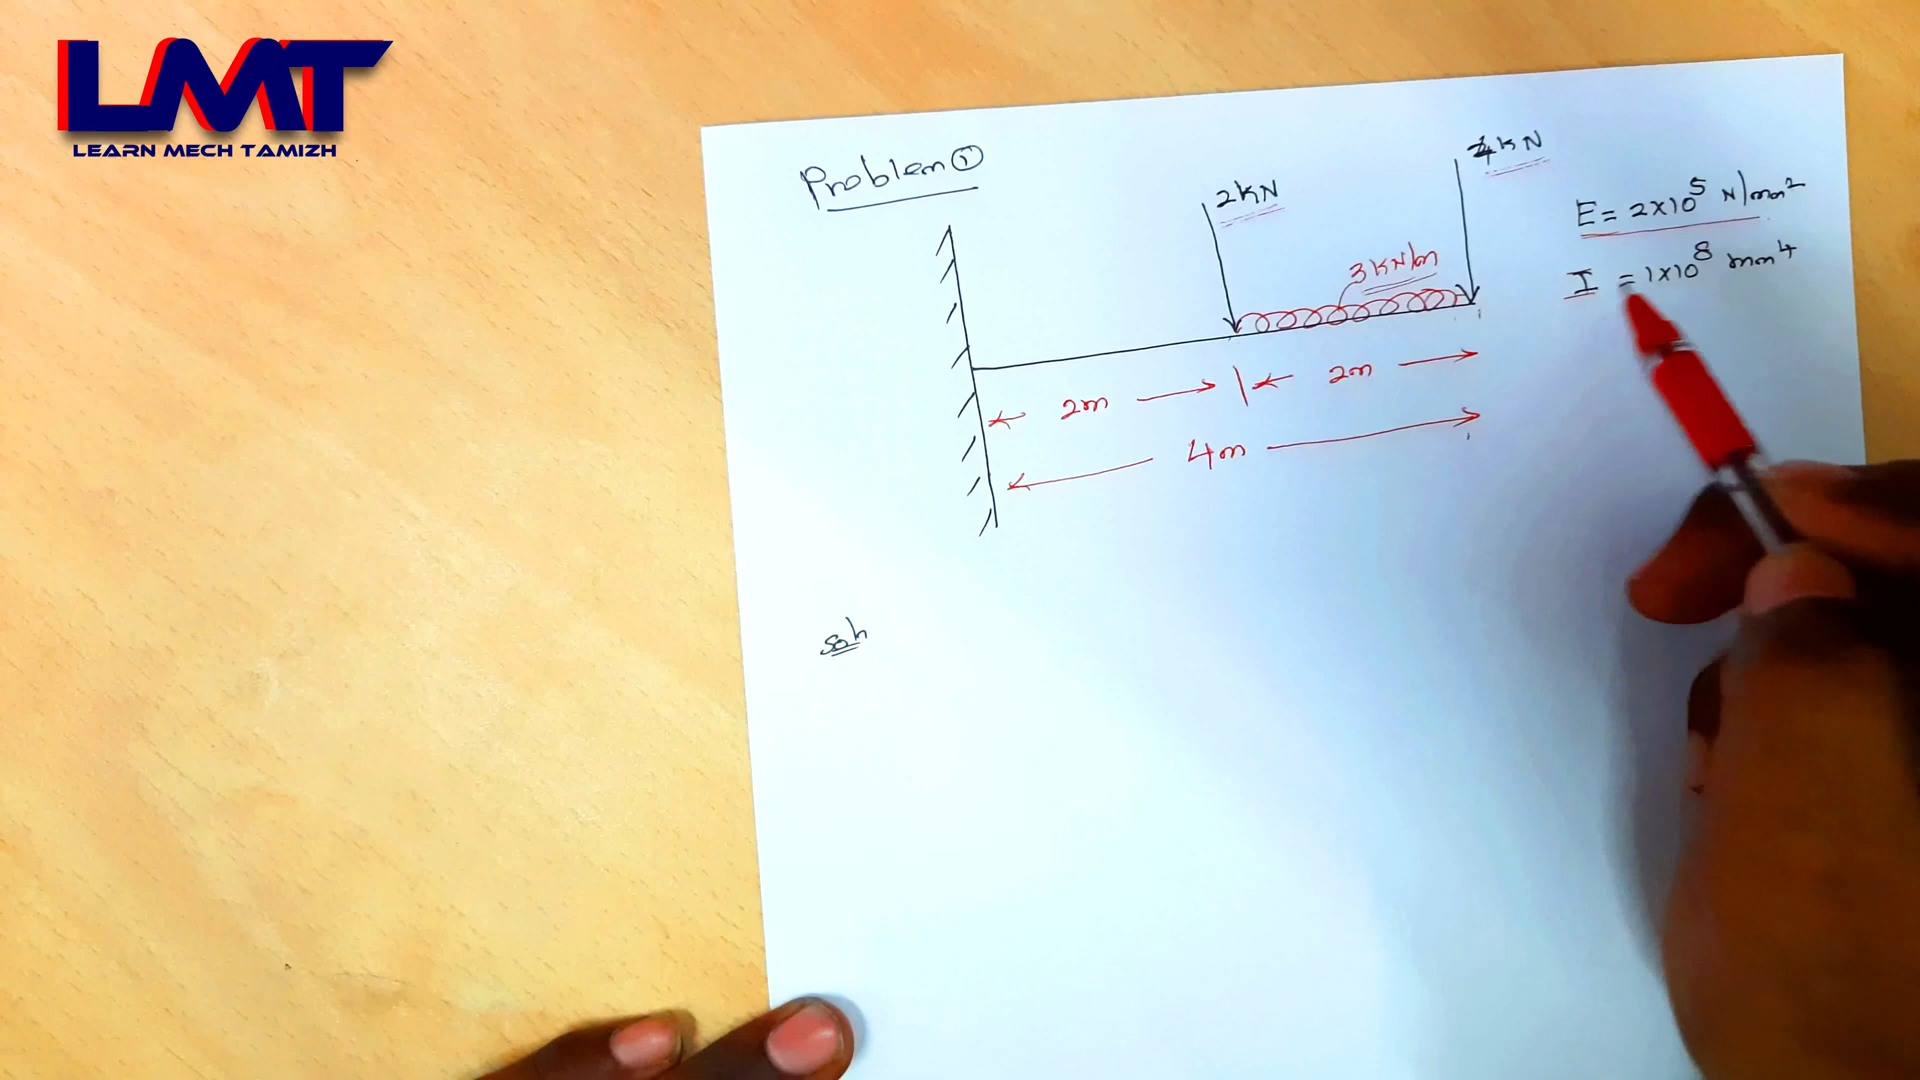 LMT
LEARN MECH TAMIZH
Problem ①
4KN
2KN
3KN/m
E = 2x10⁵ N/mm²
I = 1x10⁸ mm⁴
2m
2m
4m
Soln